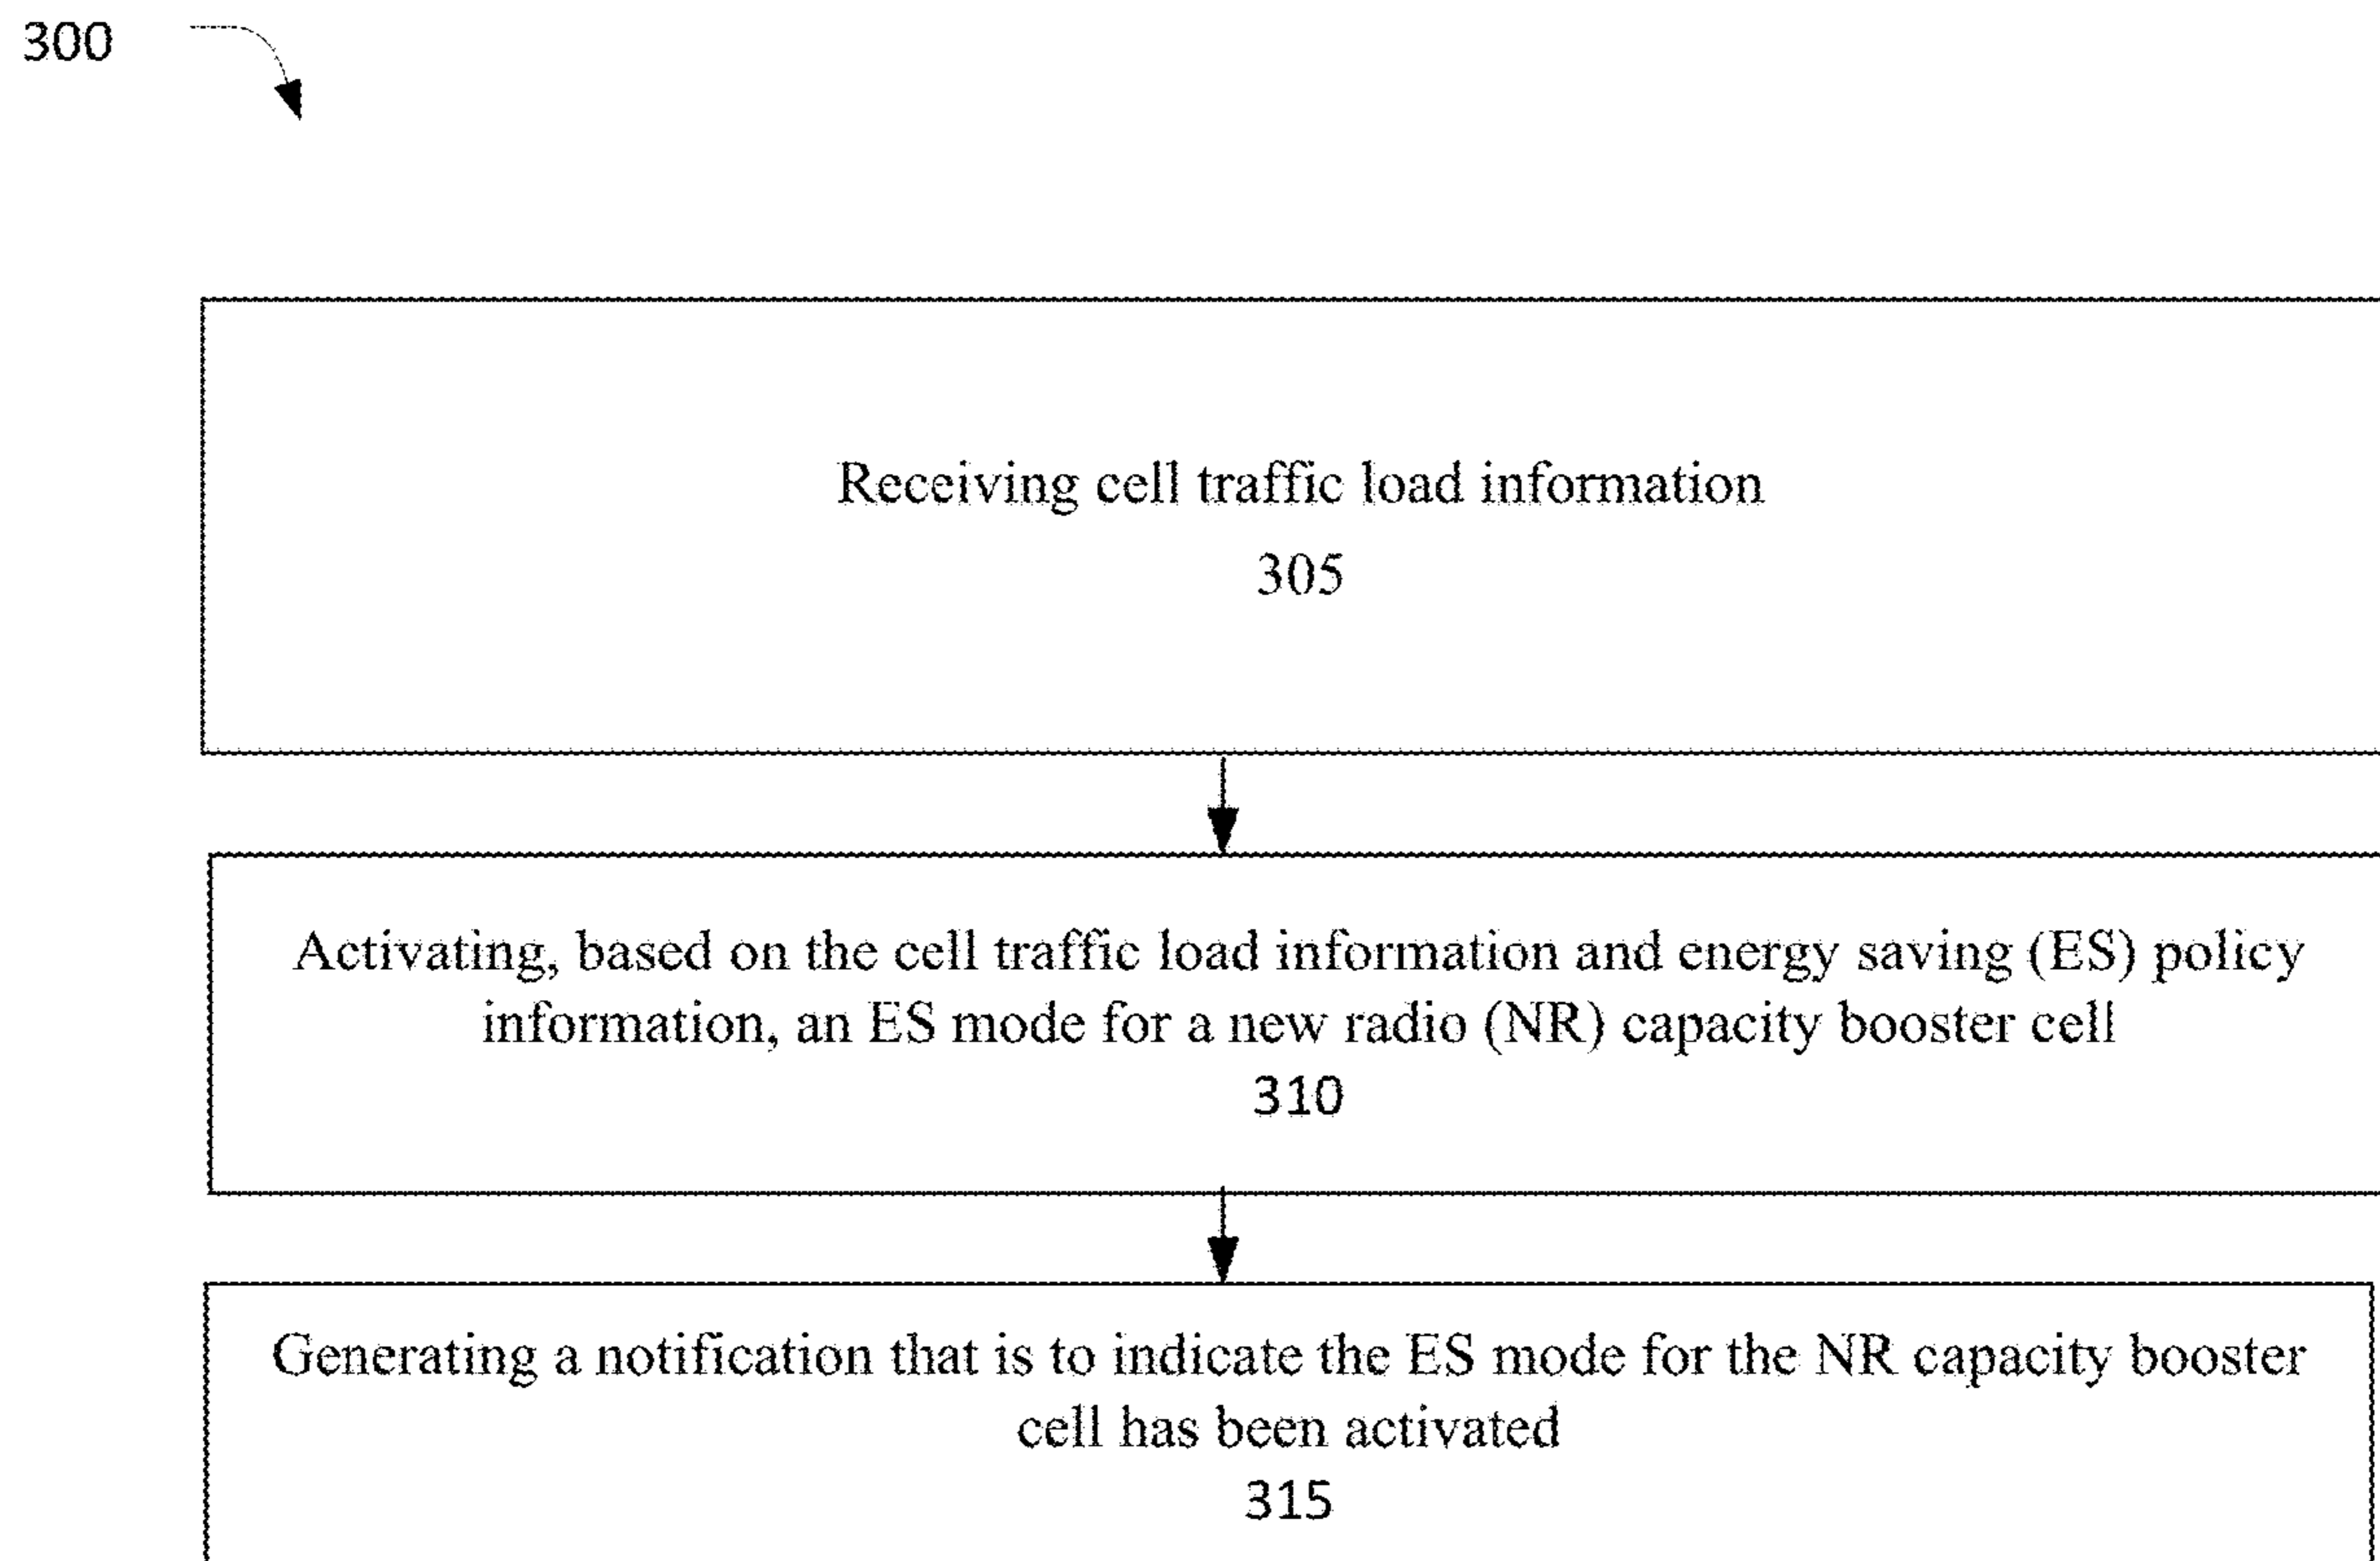 300
Receiving cell traffic load information
305
Activating, based on the cell traffic load information and energy saving (ES) policy
information, an ES mode for a new radio (NR) capacity booster cell
310
Generating a notification that is to indicate the ES mode for the NR capacity booster
cell has been activated
315